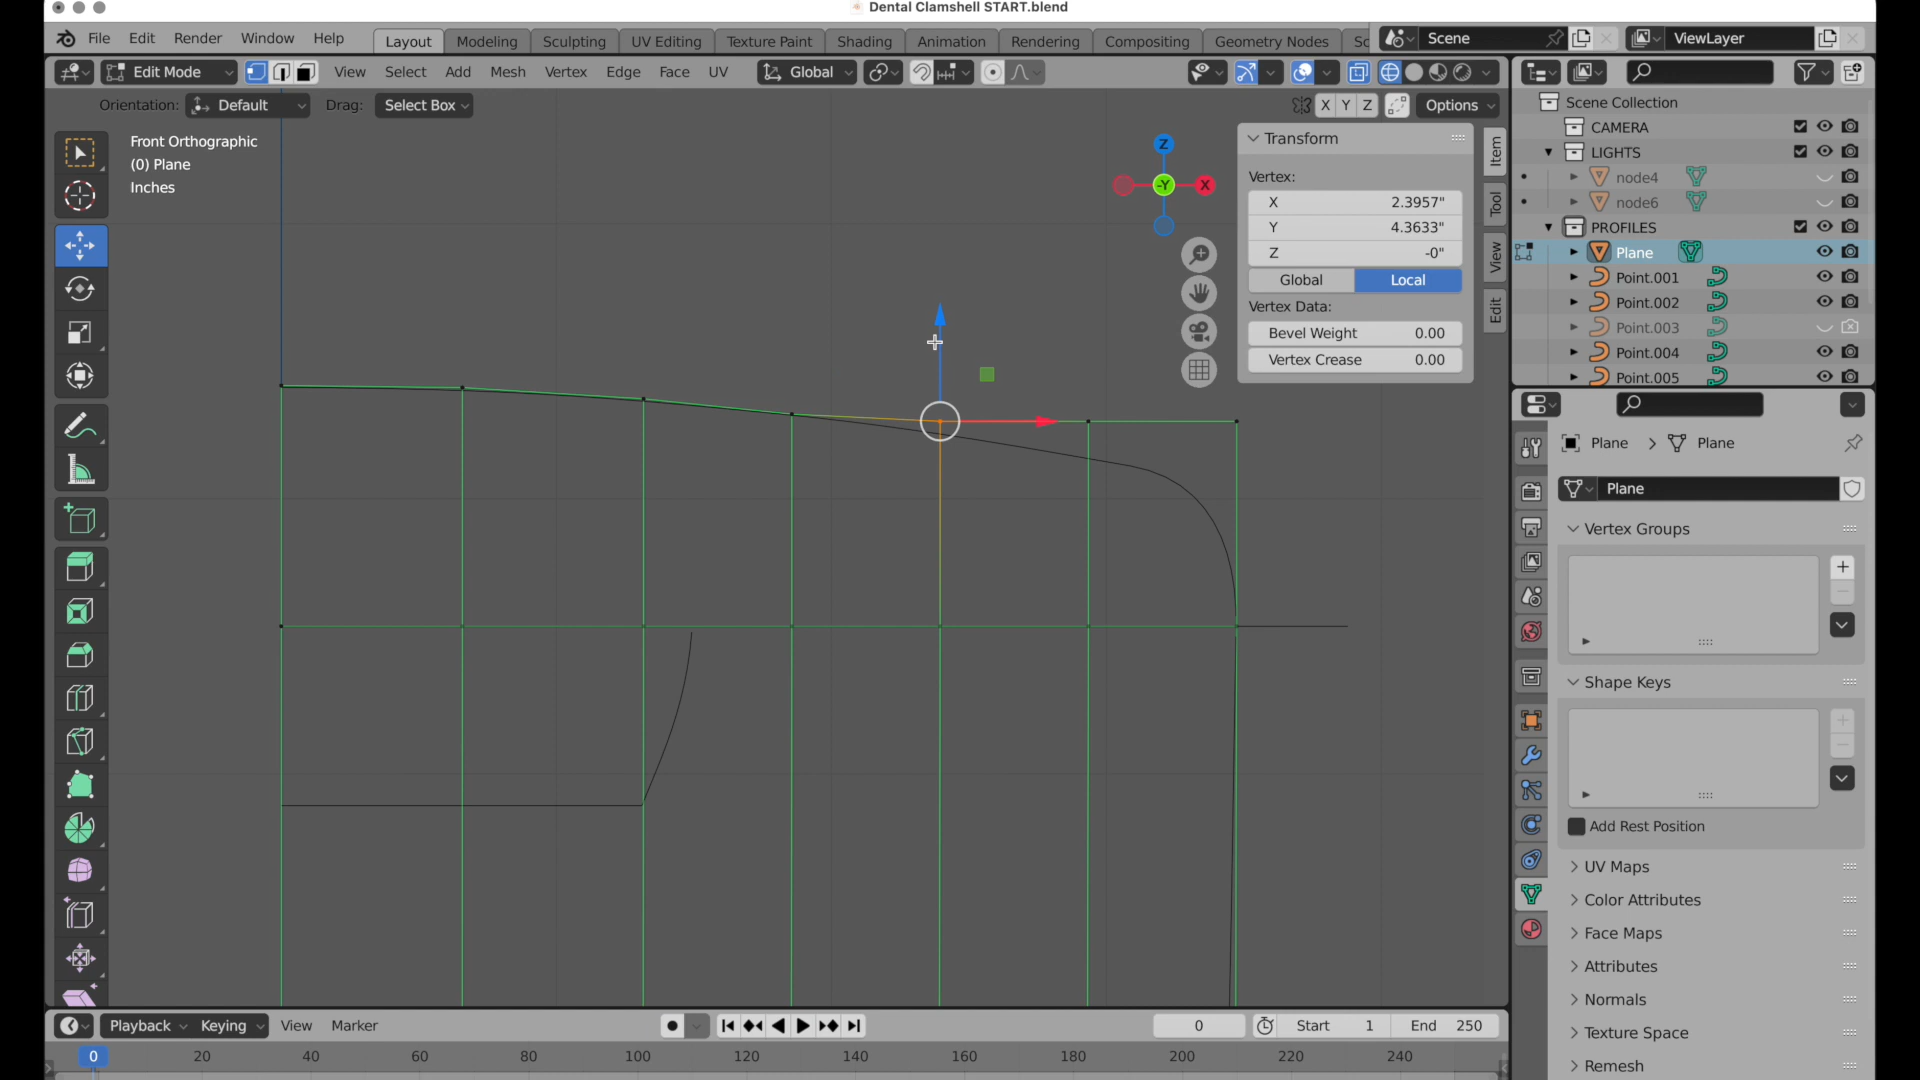 Dental Clamshell START.blend
File Edit Render Window Help Layout Modeling Sculpting UV Editing Texture Paint Shading Animation Rendering Compositing Geometry Nodes Sc Scene ViewLayer
Edit Mode View Select Add Mesh Vertex Edge Face UV Global
Orientation: Default Drag: Select Box X Y Z Options
Front Orthographic
(0) Plane
Inches
Z
-Y X
Transform
Vertex:
X 2.3957"
Y 4.3633"
Z -0"
Global Local
Vertex Data:
Bevel Weight 0.00
Vertex Crease 0.00
Item
Tool
View
Edit
Scene Collection
CAMERA
LIGHTS
node4
node6
PROFILES
Plane
Point.001
Point.002
Point.003
Point.004
Point.005
Plane > Plane
Plane
Vertex Groups
Shape Keys
Add Rest Position
UV Maps
Color Attributes
Face Maps
Attributes
Normals
Texture Space
Remesh
Playback Keying View Marker 0 Start 1 End 250
0 20 40 60 80 100 120 140 160 180 200 220 240